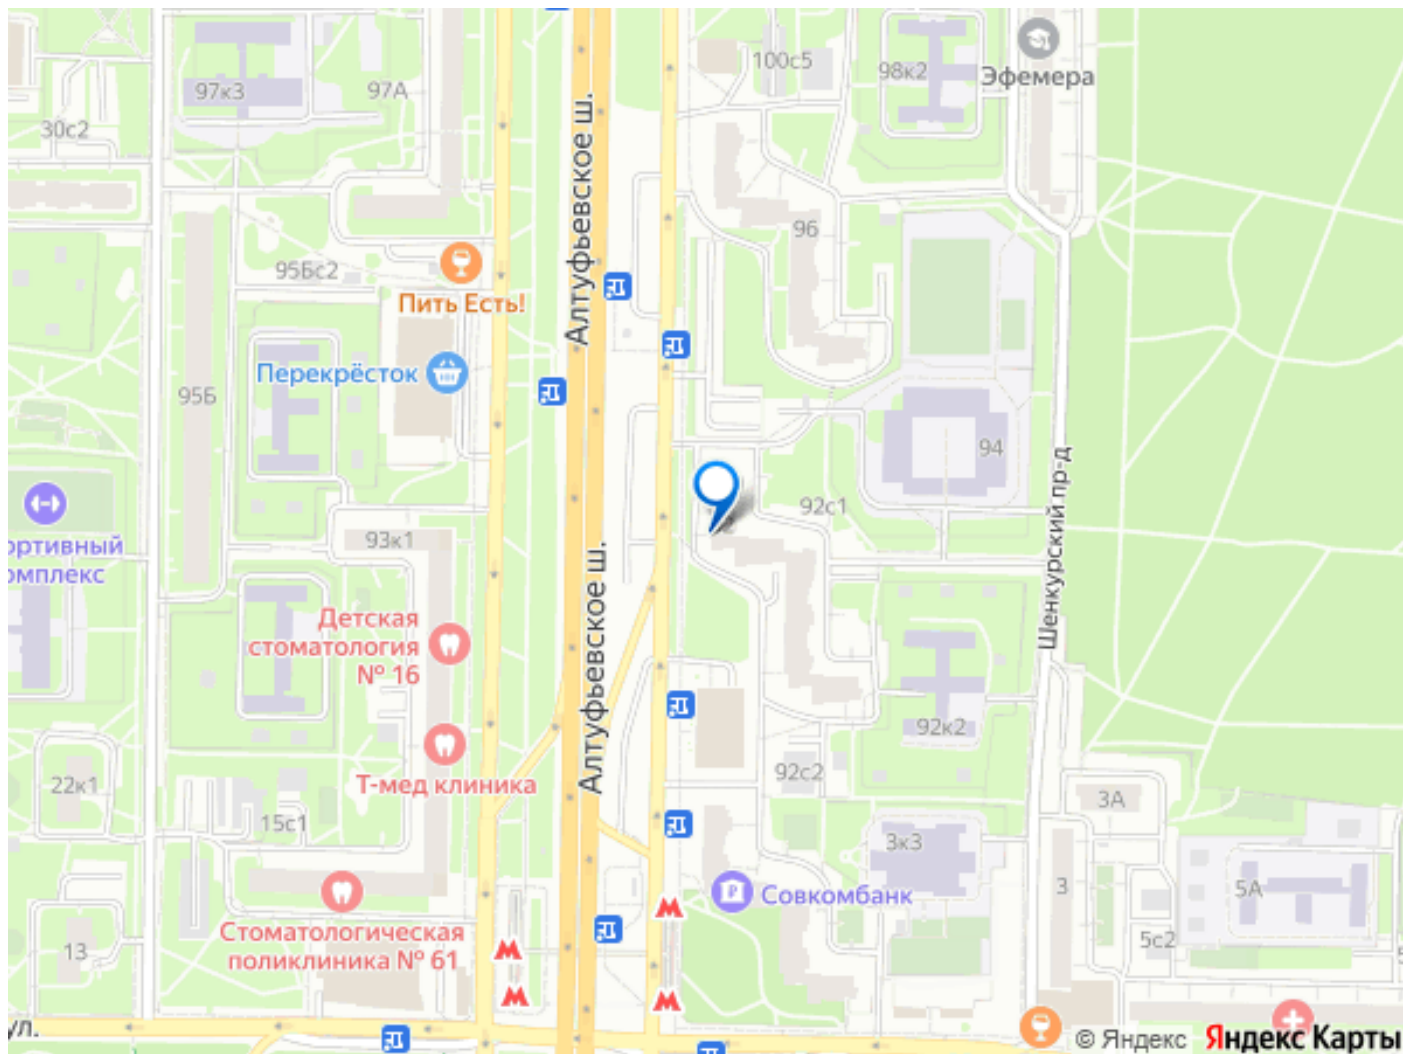 100с5
98к2
Эфемера
97к3
97А
30с2
Алтуфьевское ш.
96
95Бс2
Пить Есть!
Перекрёсток
95Б
94
92с1
Шенкурский пр-д
93к1
ортивный
омплекс
Детская
стоматология
№ 16
Алтуфьевское ш.
92к2
Т-мед клиника
92с2
22к1
3А
15с1
3к3
3
5А
Совкомбанк
Стоматологическая
поликлиника № 61
13
5с2
ул.
© Яндекс Яндекс Карты